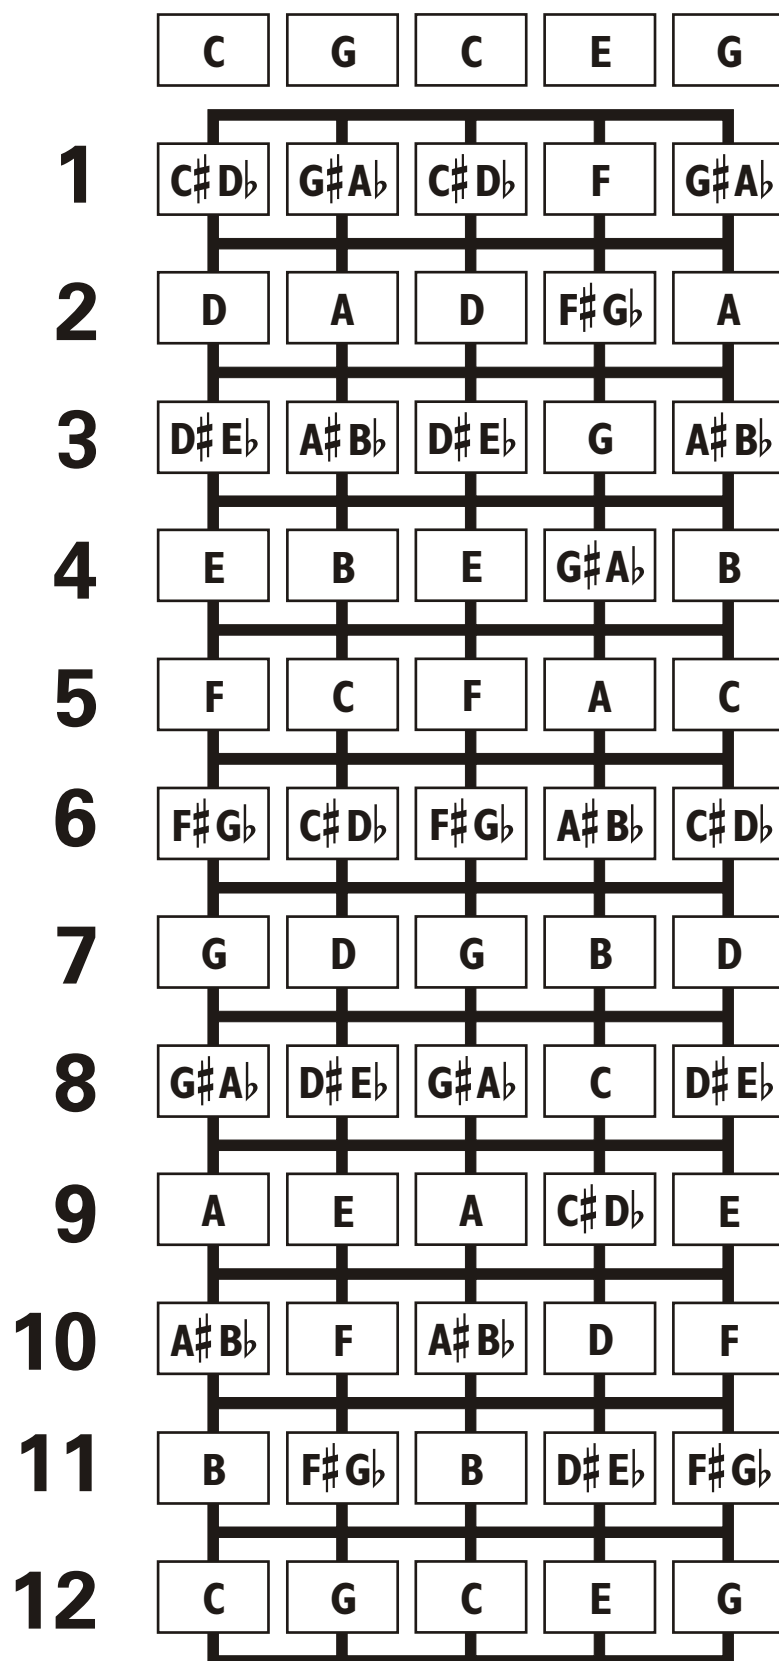 C G C E G
1 C♯D♭ G♯A♭ C♯D♭ F G♯A♭
2 D A D F♯G♭ A
3 D♯E♭ A♯B♭ D♯E♭ G A♯B♭
4 E B E G♯A♭ B
5 F C F A C
6 F♯G♭ C♯D♭ F♯G♭ A♯B♭ C♯D♭
7 G D G B D
8 G♯A♭ D♯E♭ G♯A♭ C D♯E♭
9 A E A C♯D♭ E
10 A♯B♭ F A♯B♭ D F
11 B F♯G♭ B D♯E♭ F♯G♭
12 C G C E G